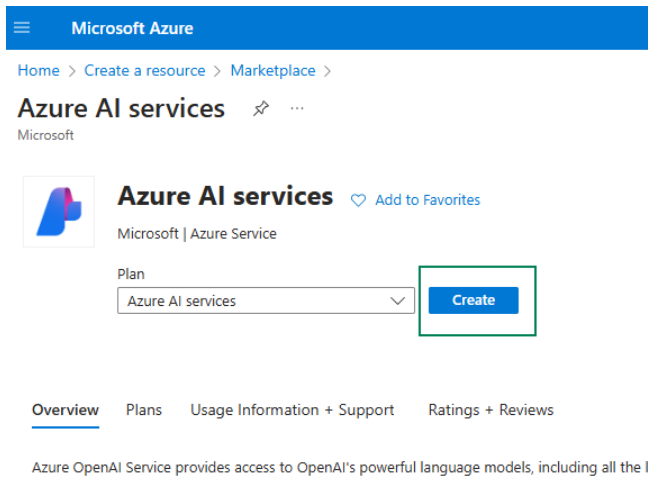 Microsoft Azure
Home > Create a resource > Marketplace >
Azure AI services ...
Microsoft
Azure AI services Add to Favorites
Microsoft | Azure Service
Plan
Azure AI services Create
Overview Plans Usage Information + Support Ratings + Reviews
Azure OpenAI Service provides access to OpenAI's powerful language models, including all the